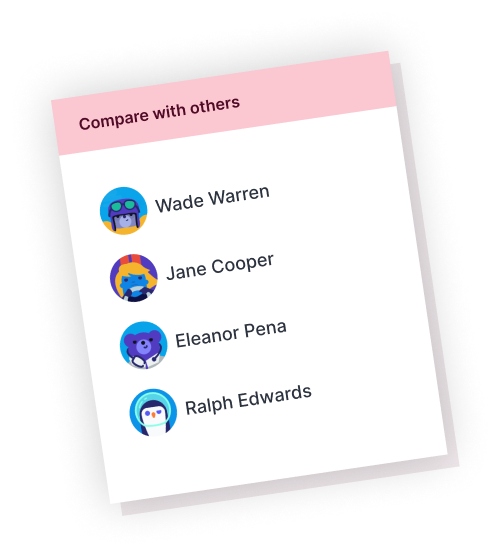 Compare with others
Wade Warren
Jane Cooper
Eleanor Pena
Ralph Edwards